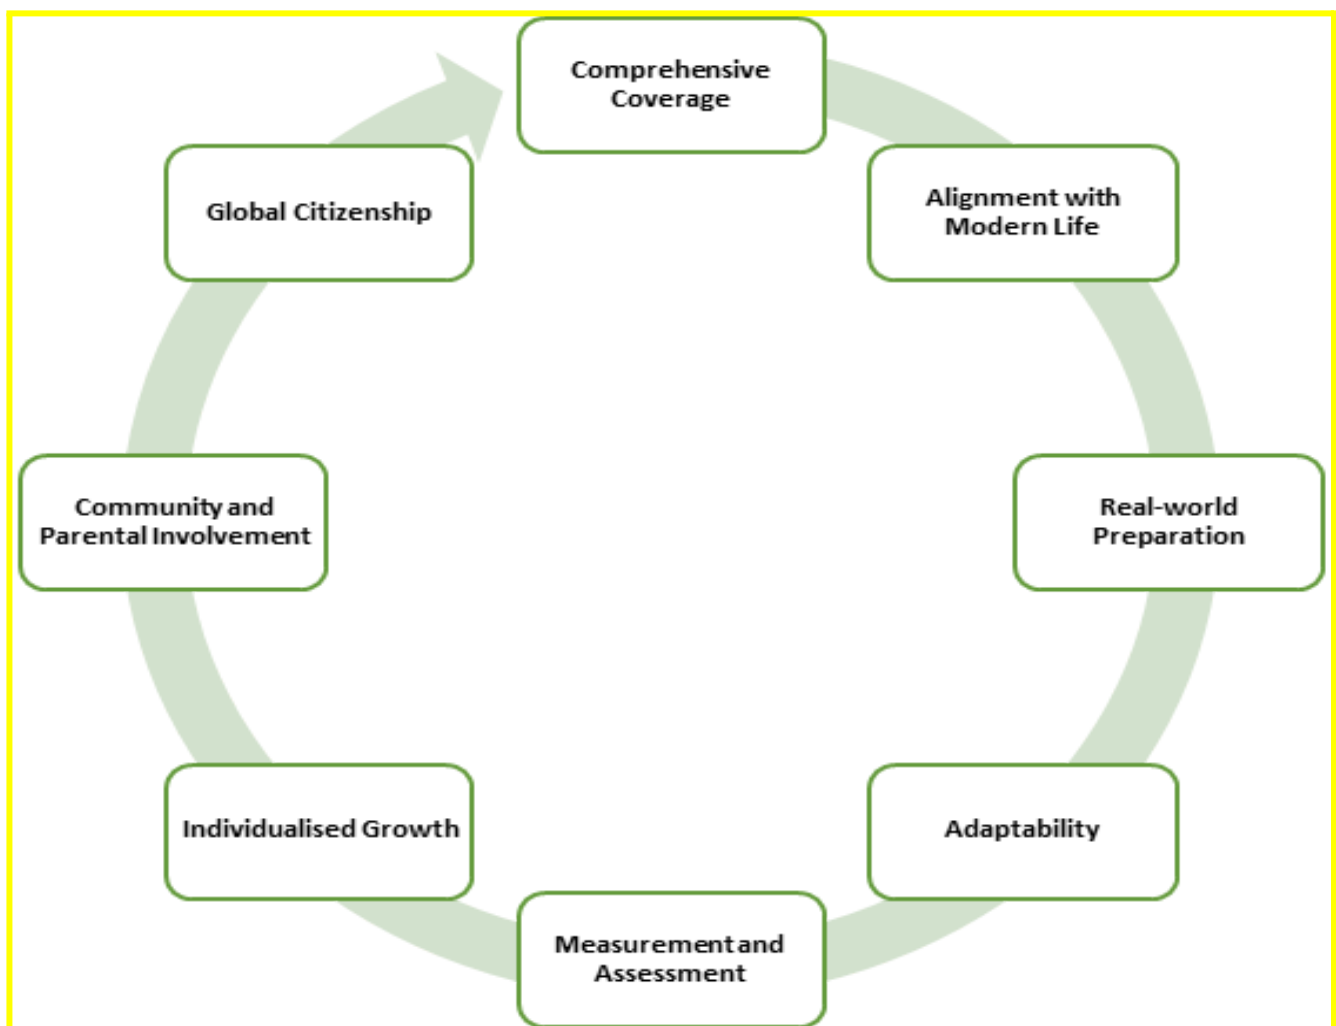 Comprehensive
Coverage
Alignment with
Modern Life
Real-world
Preparation
Adaptability
Measurement and
Assessment
Individualised Growth
Community and
Parental Involvement
Global Citizenship